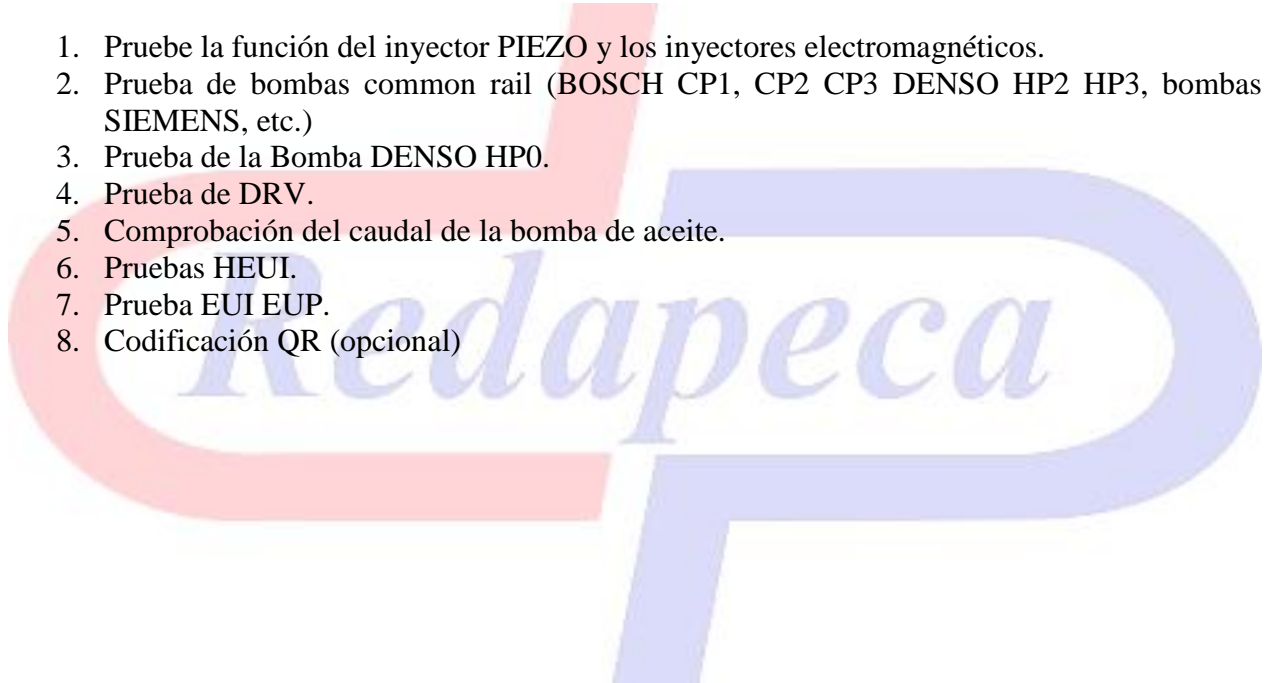 1. Pruebe la función del inyector PIEZO y los inyectores electromagnéticos.
2. Prueba de bombas common rail (BOSCH CP1, CP2 CP3 DENSO HP2 HP3, bombas
SIEMENS, etc.)
3. Prueba de la Bomba DENSO HP0.
4. Prueba de DRV.
5. Comprobación del caudal de la bomba de aceite.
6. Pruebas HEUI.
7. Prueba EUI EUP.
8. Codificación QR (opcional)
Redapeca